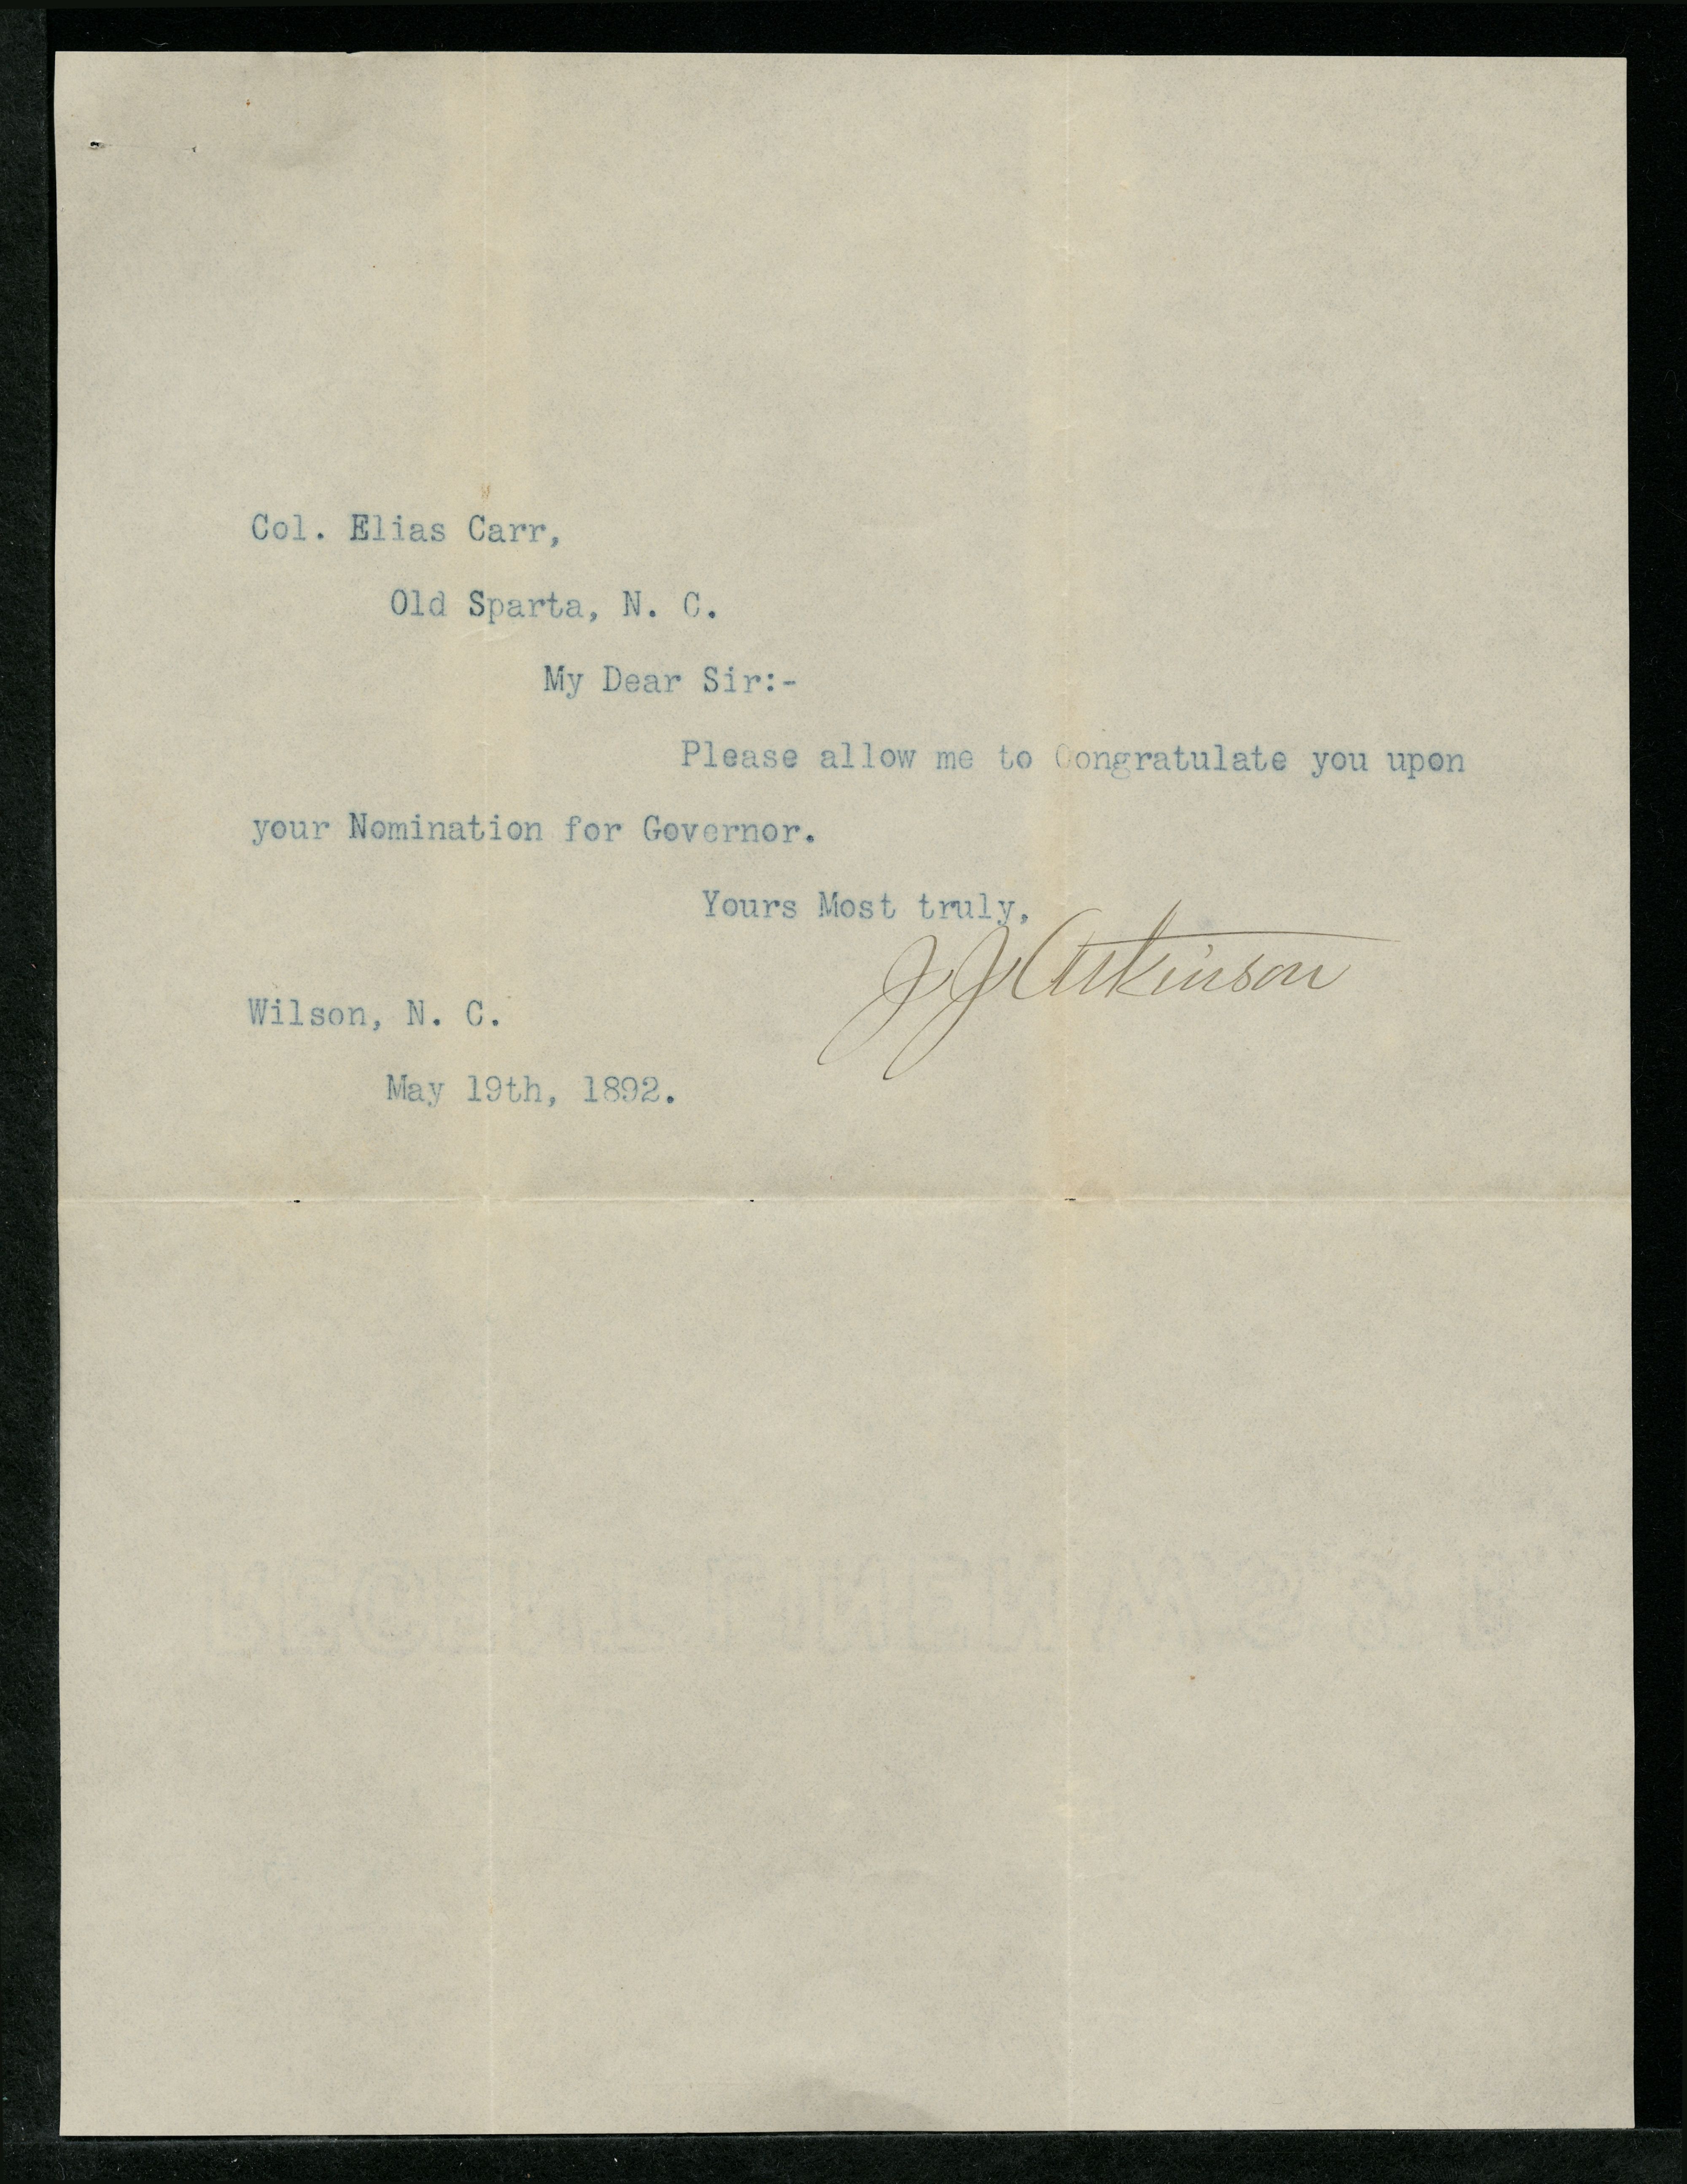 Col. Elias Carr,
Old Sparta, N. C.
My Dear Sir:-
Please allow me to Congratulate you upon
your Nomination for Governor.
Yours Most truly,
JJ Atkinson
Wilson, N. C.
May 19th, 1892.